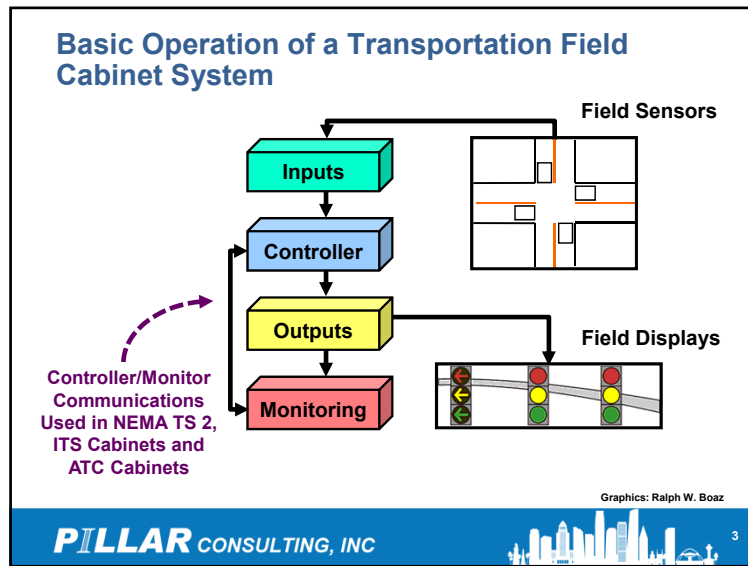 Basic Operation of a Transportation Field
Cabinet System
Field Sensors
Inputs
Controller
Outputs
Field Displays
Monitoring
Controller/Monitor
Communications
Used in NEMA TS 2,
ITS Cabinets and
ATC Cabinets
Graphics: Ralph W. Boaz
PILLAR CONSULTING, INC
3